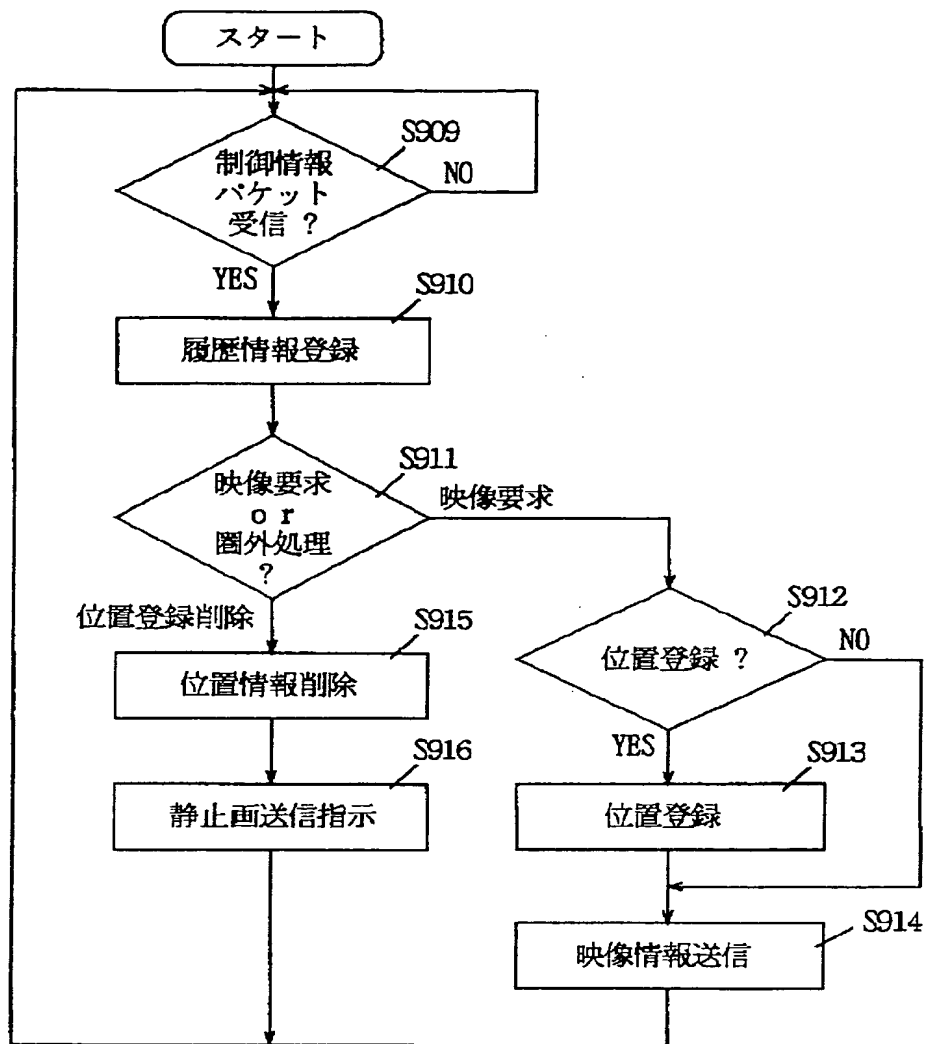 スタート
S909
制御情報
パケット
受信 ?
NO
YES
S910
履歴情報登録
S911
映像要求
o r
圏外処理
?
映像要求
位置登録削除
S915
位置情報削除
S916
静止画送信指示
S912
位置登録 ?
NO
YES
S913
位置登録
S914
映像情報送信